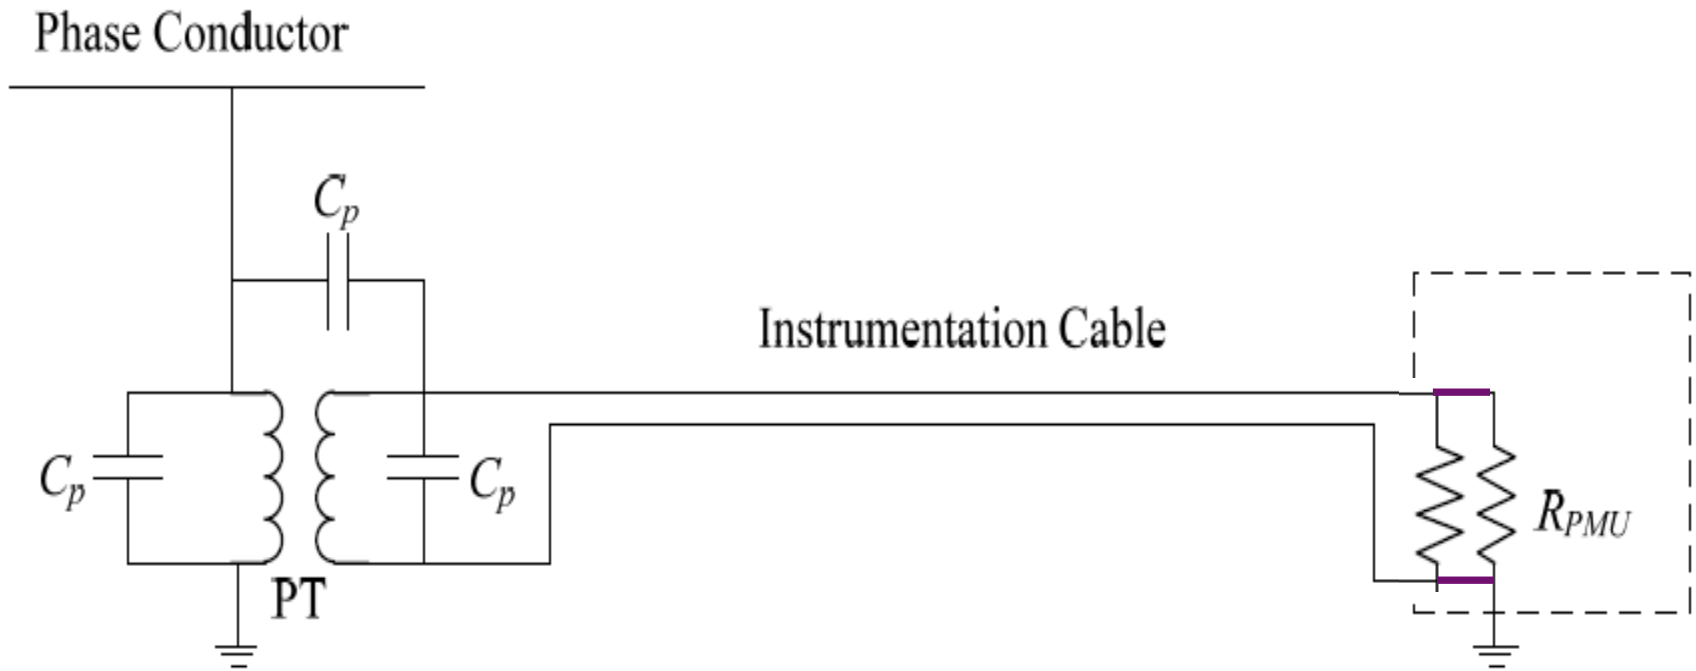 Phase Conductor
Cp
Instrumentation Cable
Cp
Cp
RPMU
PT